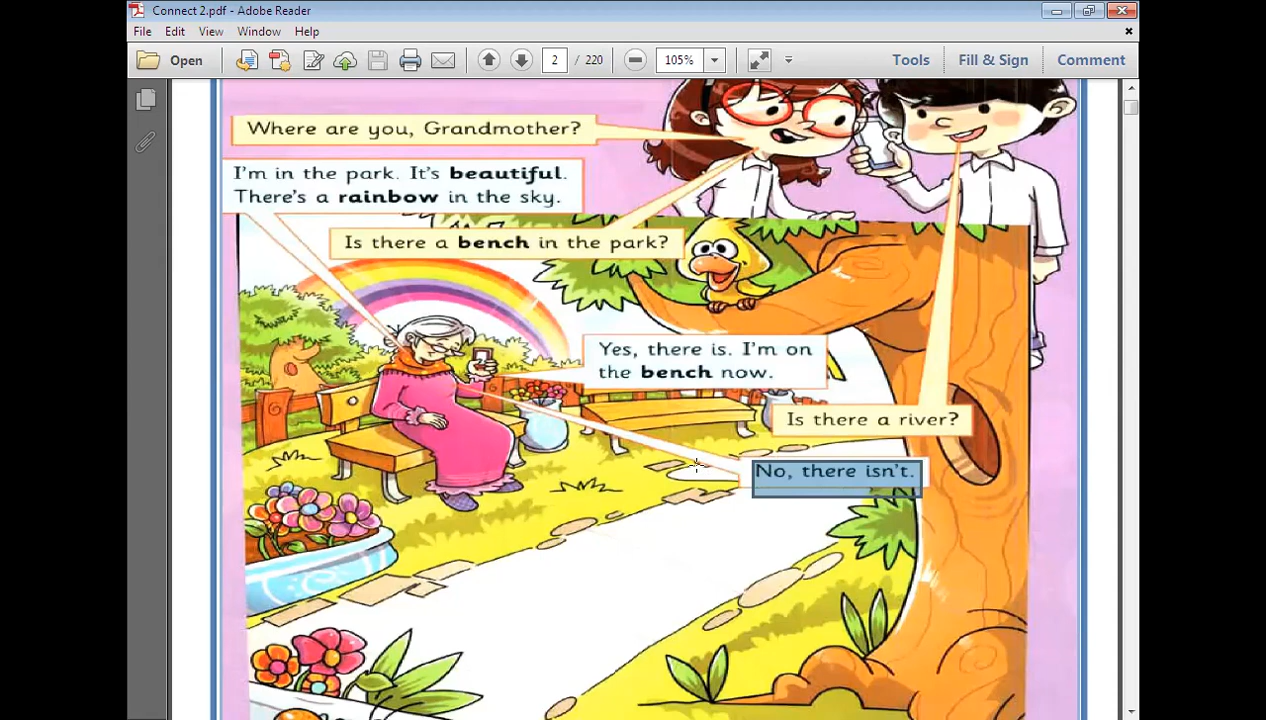 Connect 2.pdf - Adobe Reader
File Edit View Window Help
Open 2 / 220 105% Tools Fill & Sign Comment
Where are you, Grandmother?
I'm in the park. It's beautiful.
There's a rainbow in the sky.
Is there a bench in the park?
Yes, there is. I'm on
the bench now.
Is there a river?
No, there isn't.